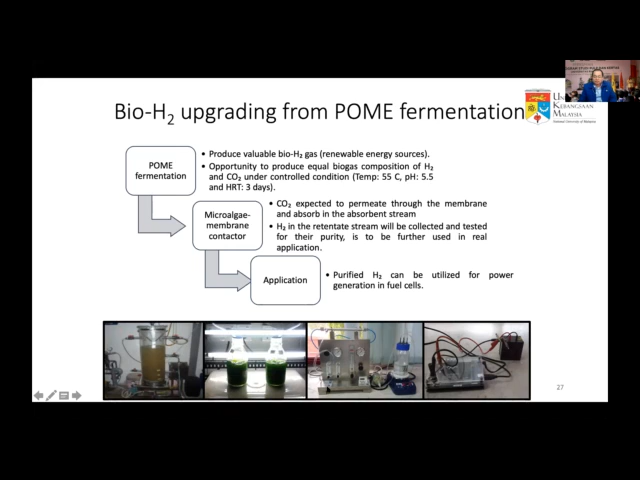 Bio-H₂ upgrading from POME fermentation
UNIVERSITI
KEBANGSAAN
MALAYSIA
National University of Malaysia
POME
fermentation
• Produce valuable bio-H₂ gas (renewable energy sources).
• Opportunity to produce equal biogas composition of H₂
and CO₂ under controlled condition (Temp: 55 C, pH: 5.5
and HRT: 3 days).
Microalgae-
membrane
contactor
• CO₂ expected to permeate through the membrane
and absorb in the absorbent stream
• H₂ in the retentate stream will be collected and tested
for their purity, is to be further used in real
application.
Application
• Purified H₂ can be utilized for power
generation in fuel cells.
27